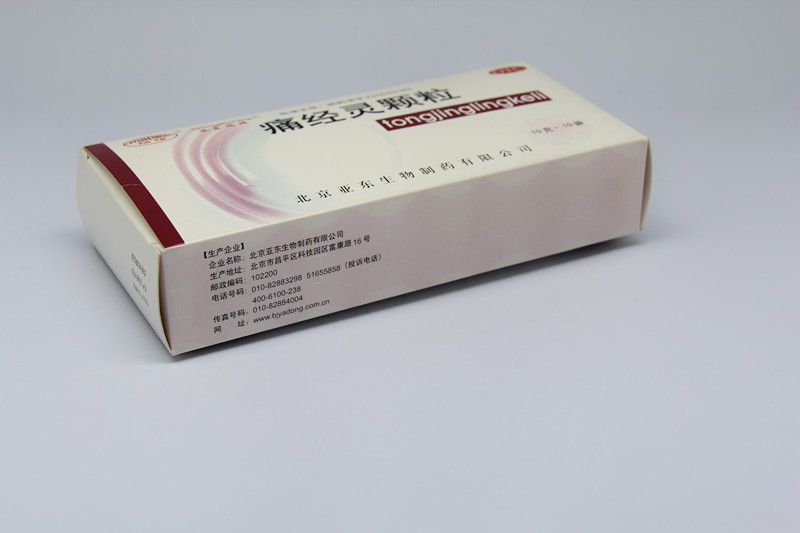 痛经灵颗粒
tongjinglingkeli
10克×10袋
北京亚东生物制药有限公司
【生产企业】
企业名称：北京亚东生物制药有限公司
生产地址：北京市昌平区科技园区富康路16号
邮政编码：102200
电话号码：010-82883298 51655858（投诉电话）
400-6100-238
传真号码：010-82884004
网 址：www.bjyadong.com.cn